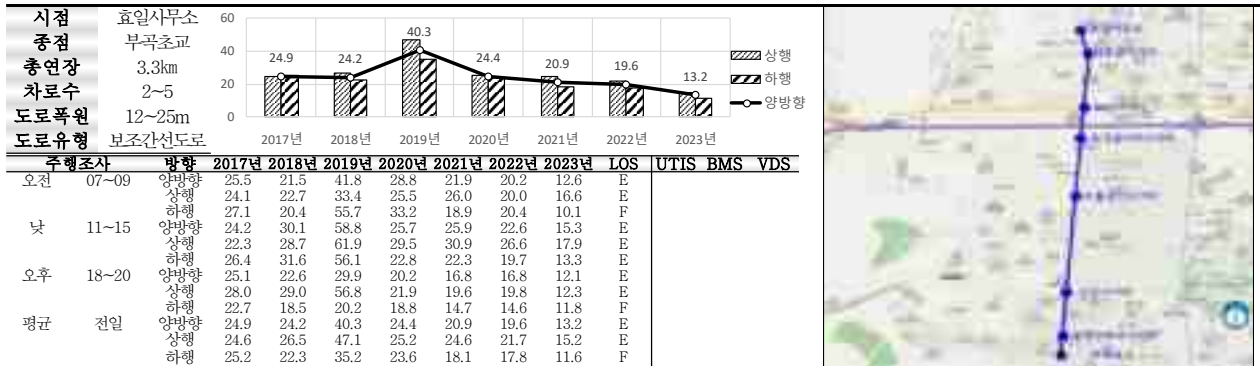 시점 효일사무소
종점 부곡초교
총연장 3.3km
차로수 2~5
도로폭원 12~25m
도로유형 보조간선도로
60
40
20
0
24.9 24.2 40.3 24.4 20.9 19.6 13.2
2017년 2018년 2019년 2020년 2021년 2022년 2023년
상행
하행
양방향
주행조사 방향 2017년 2018년 2019년 2020년 2021년 2022년 2023년 LOS UTIS BMS VDS
오전 07~09 양방향 25.5 21.5 41.8 28.8 21.9 20.2 12.6 E
상행 24.1 22.7 33.4 25.5 26.0 20.0 16.6 E
하행 27.1 20.4 55.7 33.2 18.9 20.4 10.1 F
낮 11~15 양방향 24.2 30.1 58.8 25.7 25.9 22.6 15.3 E
상행 22.3 28.7 61.9 29.5 30.9 26.6 17.9 E
하행 26.4 31.6 56.1 22.8 22.3 19.7 13.3 E
오후 18~20 양방향 25.1 22.6 29.9 20.2 16.8 16.8 12.1 E
상행 28.0 29.0 56.8 21.9 19.6 19.8 12.3 E
하행 22.7 18.5 20.2 18.8 14.7 14.6 11.8 F
평균 전일 양방향 24.9 24.2 40.3 24.4 20.9 19.6 13.2 E
상행 24.6 26.5 47.1 25.2 24.6 21.7 15.2 E
하행 25.2 22.3 35.2 23.6 18.1 17.8 11.6 F